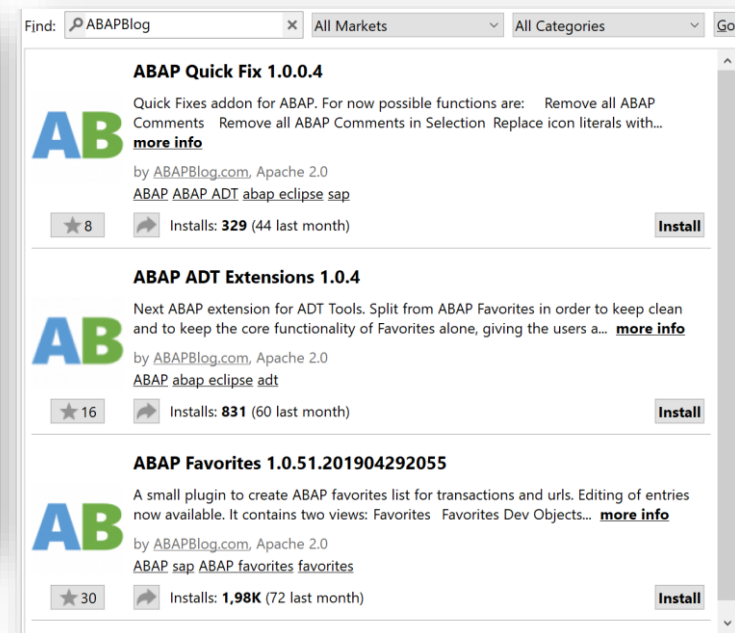 Find: ABAPBlog × All Markets All Categories Go
ABAP Quick Fix 1.0.0.4
Quick Fixes addon for ABAP. For now possible functions are: Remove all ABAP
Comments Remove all ABAP Comments in Selection Replace icon literals with...
more info
by ABAPBlog.com, Apache 2.0
ABAP ABAP ADT abap eclipse sap
8 Installs: 329 (44 last month) Install
AB
ABAP ADT Extensions 1.0.4
Next ABAP extension for ADT Tools. Split from ABAP Favorites in order to keep clean
and to keep the core functionality of Favorites alone, giving the users a... more info
by ABAPBlog.com, Apache 2.0
ABAP abap eclipse adt
16 Installs: 831 (60 last month) Install
AB
ABAP Favorites 1.0.51.201904292055
A small plugin to create ABAP favorites list for transactions and urls. Editing of entries
now available. It contains two views: Favorites Favorites Dev Objects... more info
by ABAPBlog.com, Apache 2.0
ABAP sap ABAP favorites favorites
30 Installs: 1,98K (72 last month) Install
AB